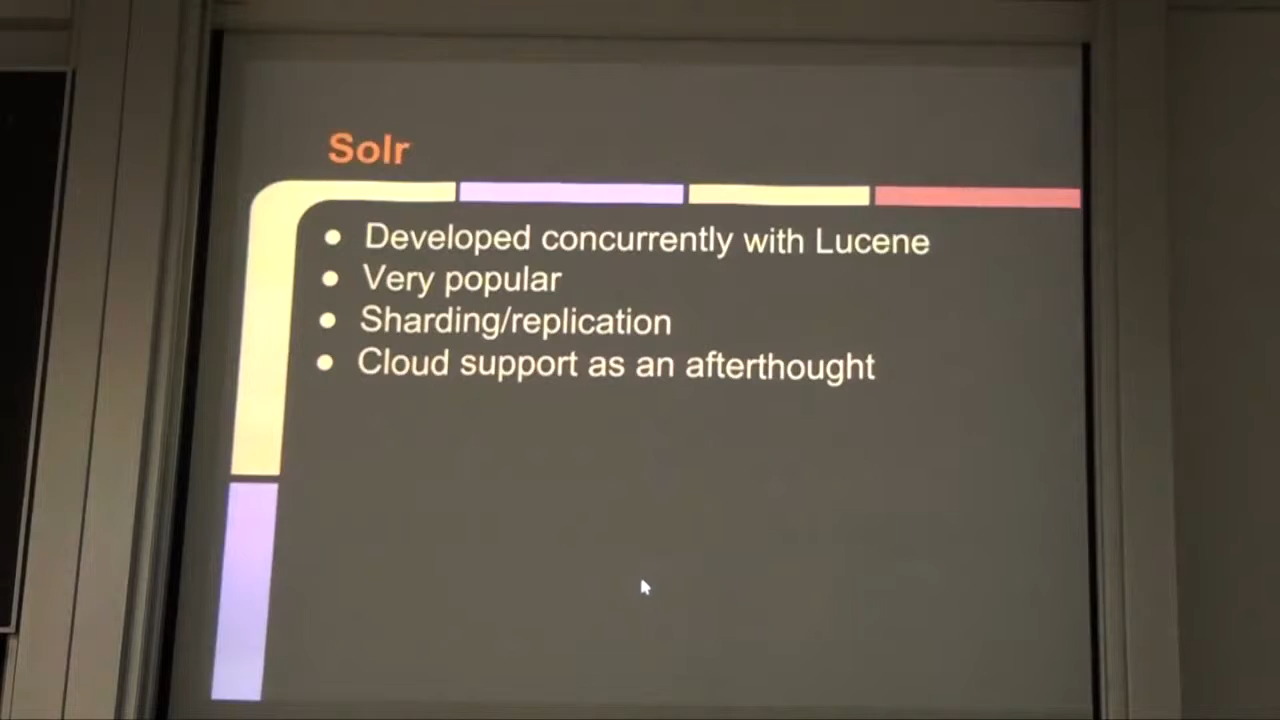 Solr
● Developed concurrently with Lucene
● Very popular
● Sharding/replication
● Cloud support as an afterthought